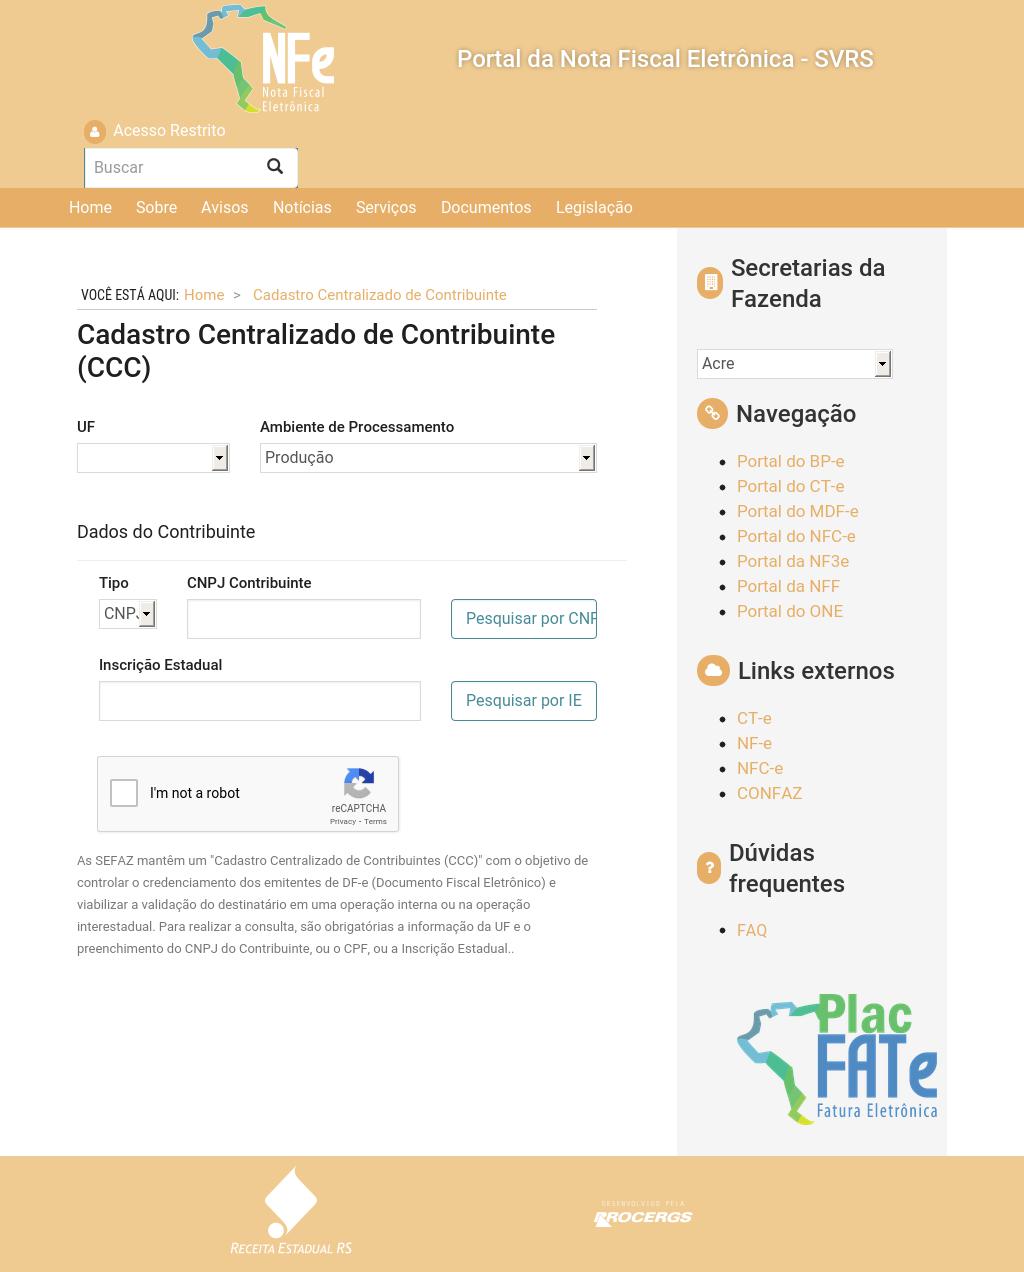 NFe
Nota Fiscal
Eletrônica
Portal da Nota Fiscal Eletrônica - SVRS
Acesso Restrito
Buscar
Home Sobre Avisos Notícias Serviços Documentos Legislação
VOCÊ ESTÁ AQUI: Home > Cadastro Centralizado de Contribuinte
Cadastro Centralizado de Contribuinte
(CCC)
UF Ambiente de Processamento
Produção
Dados do Contribuinte
Tipo CNPJ Contribuinte
CNPJ Pesquisar por CNP
Inscrição Estadual
Pesquisar por IE
I'm not a robot
reCAPTCHA
Privacy - Terms
As SEFAZ mantêm um "Cadastro Centralizado de Contribuintes (CCC)" com o objetivo de
controlar o credenciamento dos emitentes de DF-e (Documento Fiscal Eletrônico) e
viabilizar a validação do destinatário em uma operação interna ou na operação
interestadual. Para realizar a consulta, são obrigatórias a informação da UF e o
preenchimento do CNPJ do Contribuinte, ou o CPF, ou a Inscrição Estadual..
Secretarias da
Fazenda
Acre
Navegação
Portal do BP-e
Portal do CT-e
Portal do MDF-e
Portal do NFC-e
Portal da NF3e
Portal da NFF
Portal do ONE
Links externos
CT-e
NF-e
NFC-e
CONFAZ
?
Dúvidas
frequentes
FAQ
Plac
FATe
Fatura Eletrônica
RECEITA ESTADUAL RS
DESENVOLVIDO PELA
PROCERGS